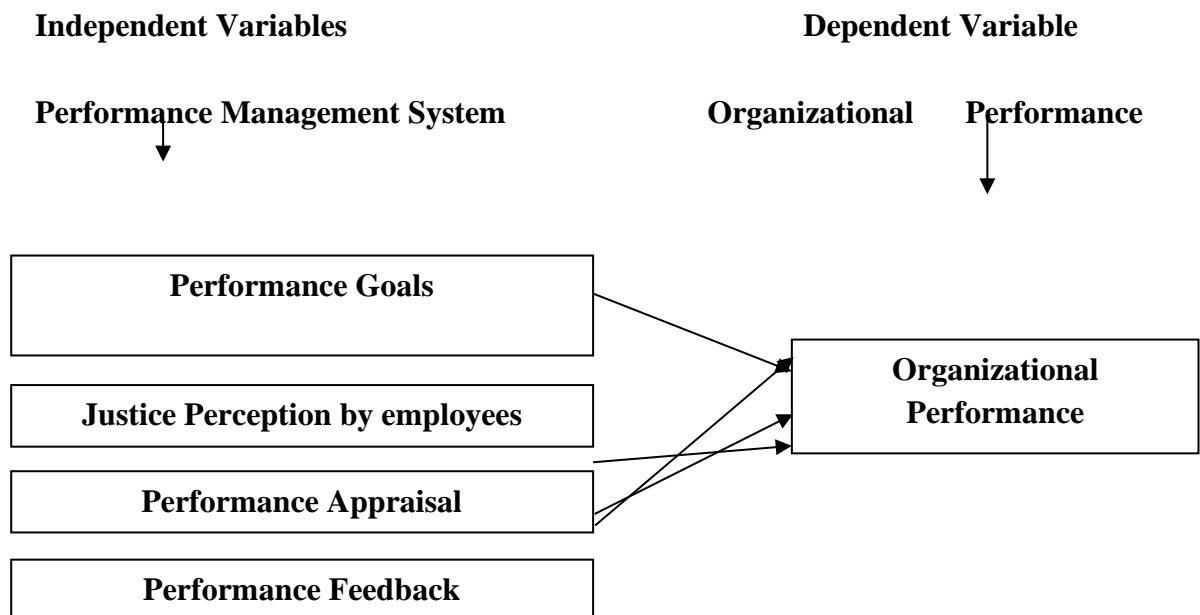 Independent Variables Dependent Variable
Performance Management System Organizational Performance
Performance Goals
Justice Perception by employees
Performance Appraisal
Performance Feedback
Organizational
Performance